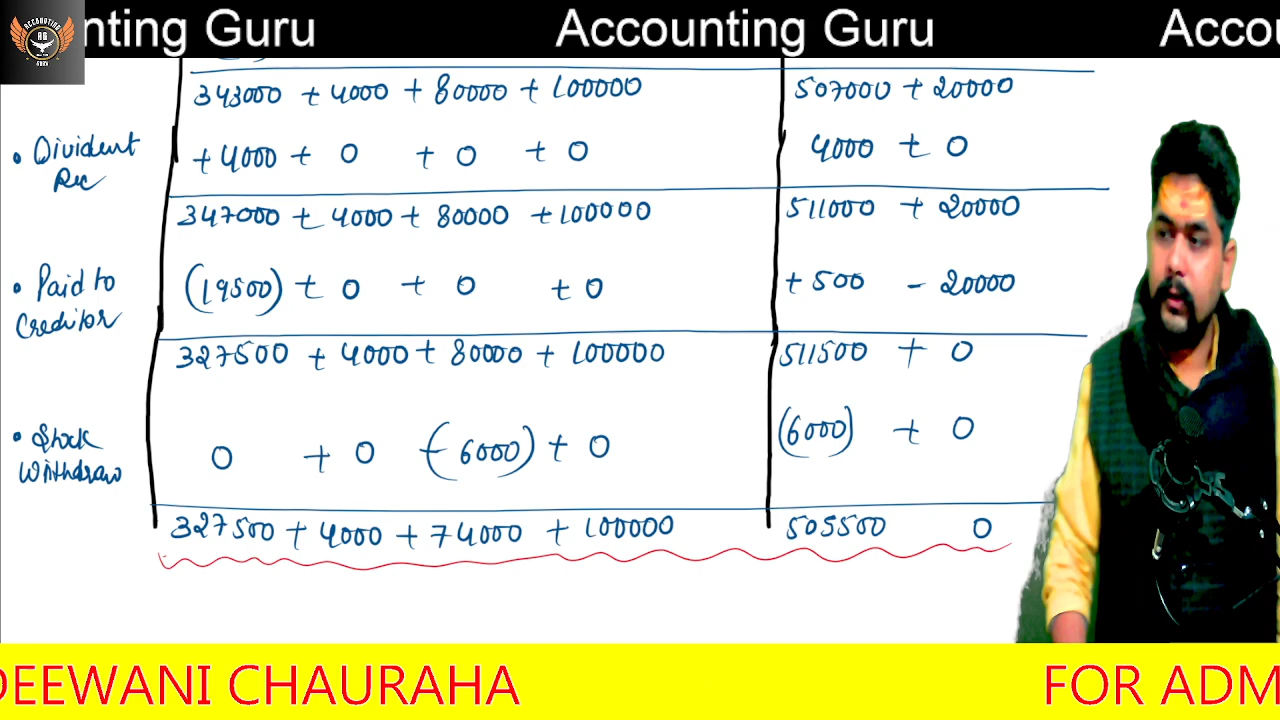 nting Guru Accounting Guru Accou
ACCOUNTING
AG
GURU
343000 + 4000 + 80000 + 100000 507000 + 20000
• Divident Rec +4000 + 0 + 0 + 0 4000 + 0
347000 + 4000 + 80000 + 100000 511000 + 20000
• Paid to Creditor (19500) + 0 + 0 + 0 + 500 - 20000
327500 + 4000 + 80000 + 100000 511500 + 0
• Stock Withdraw 0 + 0 (-6000) + 0 (6000) + 0
327500 + 4000 + 74000 + 100000 505500 0
DEEWANI CHAURAHA FOR ADM